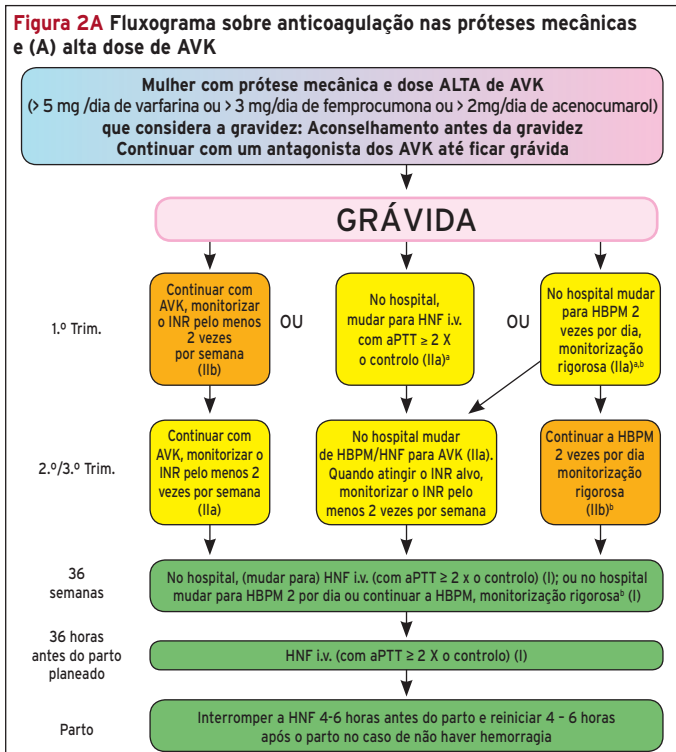 Figura 2A Fluxograma sobre anticoagulação nas próteses mecânicas
e (A) alta dose de AVK
Mulher com prótese mecânica e dose ALTA de AVK
(> 5 mg /dia de varfarina ou > 3 mg/dia de femprocumona ou > 2mg/dia de acenocumarol)
que considera a gravidez: Aconselhamento antes da gravidez
Continuar com um antagonista dos AVK até ficar grávida
GRÁVIDA
1.º Trim.
Continuar com
AVK, monitorizar
o INR pelo menos
2 vezes
por semana
(IIb)
OU
No hospital,
mudar para HNF i.v.
com aPTT ≥ 2 X
o controlo (IIa)ᵃ
OU
No hospital mudar
para HBPM 2
vezes por dia,
monitorização
rigorosa (IIa)ᵃ,ᵇ
2.º/3.º Trim.
Continuar com
AVK, monitorizar o
INR pelo menos 2
vezes por semana
(IIa)
No hospital mudar
de HBPM/HNF para AVK (IIa).
Quando atingir o INR alvo,
monitorizar o INR pelo
menos 2 vezes por semana
Continuar a HBPM
2 vezes por dia
monitorização
rigorosa
(IIb)ᵇ
36
semanas
No hospital, (mudar para) HNF i.v. (com aPTT ≥ 2 x o controlo) (I); ou no hospital
mudar para HBPM 2 por dia ou continuar a HBPM, monitorização rigorosaᵇ (I)
36 horas
antes do parto
planeado
HNF i.v. (com aPTT ≥ 2 X o controlo) (I)
Parto
Interromper a HNF 4-6 horas antes do parto e reiniciar 4 – 6 horas
após o parto no caso de não haver hemorragia